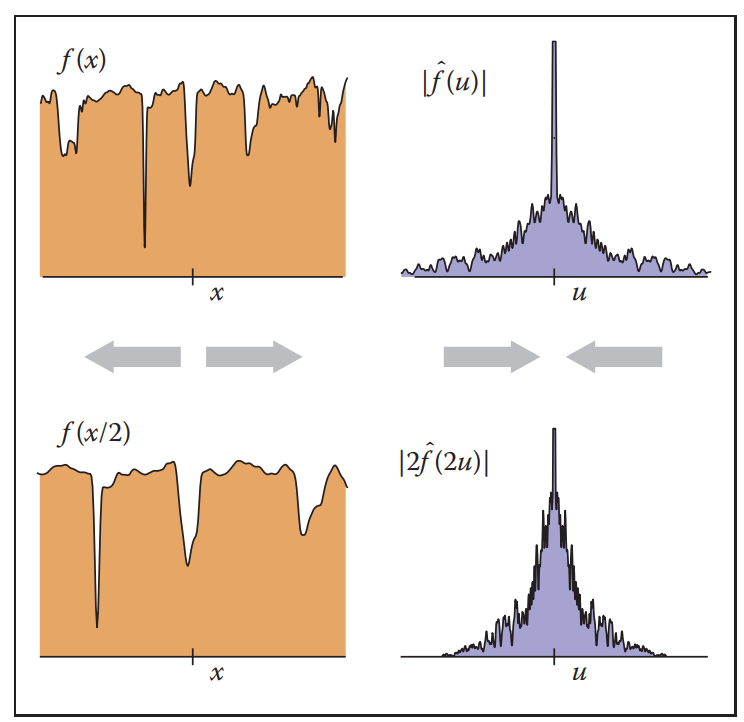 f(x)
|f̂(u)|
x
u
f(x/2)
|2f̂(2u)|
x
u